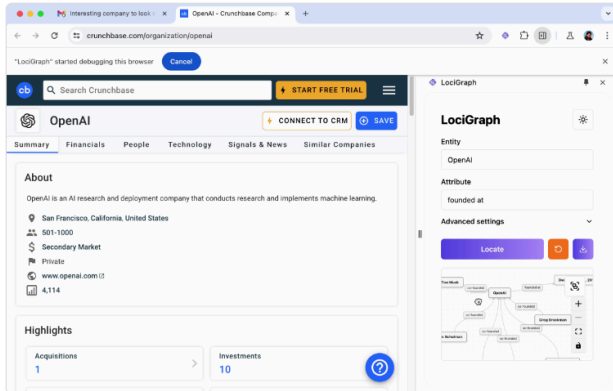 Interesting company to look
OpenAI - Crunchbase Compa
crunchbase.com/organization/openai
"LociGraph" started debugging this browser
Cancel
cb
Search Crunchbase
START FREE TRIAL
OpenAI
CONNECT TO CRM
SAVE
Summary Financials People Technology Signals & News Similar Companies
About
OpenAI is an AI research and deployment company that conducts research and implements machine learning.
San Francisco, California, United States
501-1000
Secondary Market
Private
www.openai.com
4,114
Highlights
Acquisitions
1
Investments
10
LociGraph
LociGraph
Entity
OpenAI
Attribute
founded at
Advanced settings
Locate
OpenAI
Greg Brockman